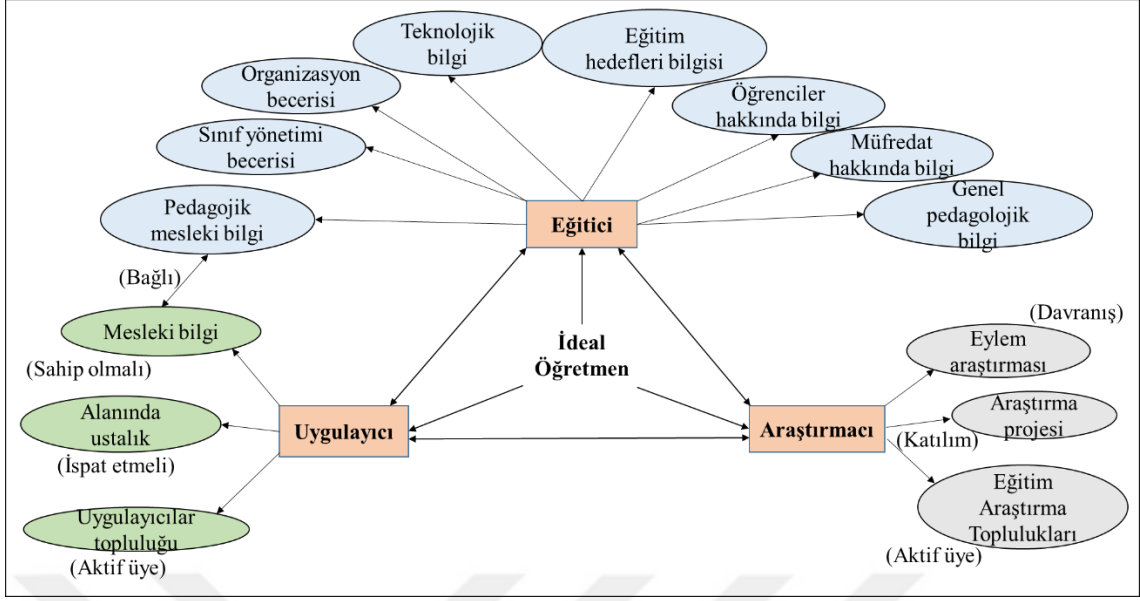 Teknolojik
bilgi
Eğitim
hedefleri bilgisi
Organizasyon
becerisi
Öğrenciler
hakkında bilgi
Sınıf yönetimi
becerisi
Müfredat
hakkında bilgi
Pedagojik
mesleki bilgi
Eğitici
Genel
pedagolojik
bilgi
(Bağlı)
Mesleki bilgi
(Sahip olmalı)
İdeal
Öğretmen
(Davranış)
Eylem
araştırması
Alanında
ustalık
(İspat etmeli)
Uygulayıcı
Araştırmacı
Araştırma
projesi
(Katılım)
Uygulayıcılar
topluluğu
(Aktif üye)
Eğitim
Araştırma
Toplulukları
(Aktif üye)